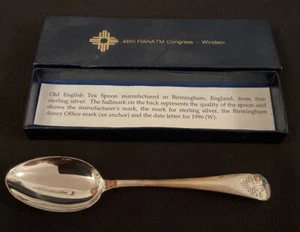 48th FIANATM Congress - Windsor
Old English Tea Spoon manufactured in Birmingham, England, from fine
sterling silver. The hallmark on the back represents the quality of the spoon and
shows the manufacturer's mark, the mark for sterling silver, the Birmingham
Assay Office mark (an anchor) and the date letter for 1996 (W).